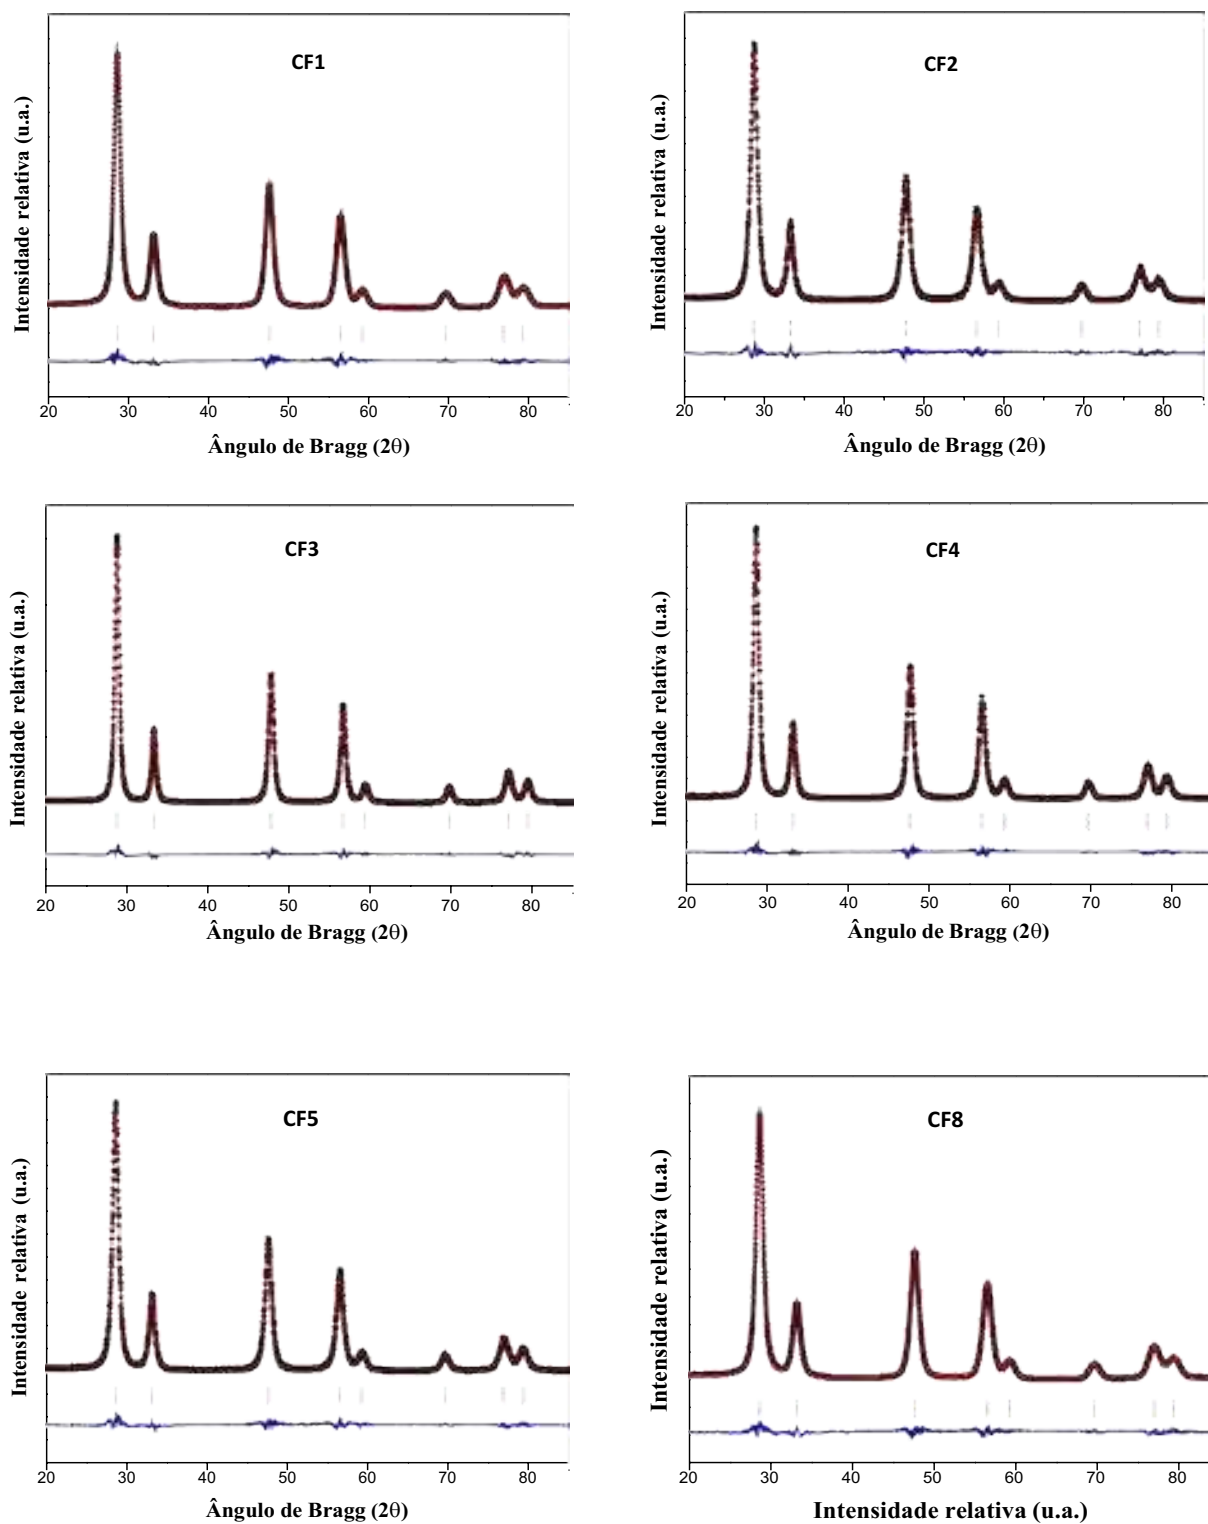 CF1
Intensidade relativa (u.a.)
20 30 40 50 60 70 80
Ângulo de Bragg (2θ)
CF2
Intensidade relativa (u.a.)
20 30 40 50 60 70 80
Ângulo de Bragg (2θ)
CF3
Intensidade relativa (u.a.)
20 30 40 50 60 70 80
Ângulo de Bragg (2θ)
CF4
Intensidade relativa (u.a.)
20 30 40 50 60 70 80
Ângulo de Bragg (2θ)
CF5
Intensidade relativa (u.a.)
20 30 40 50 60 70 80
Ângulo de Bragg (2θ)
CF8
Intensidade relativa (u.a.)
20 30 40 50 60 70 80
Intensidade relativa (u.a.)